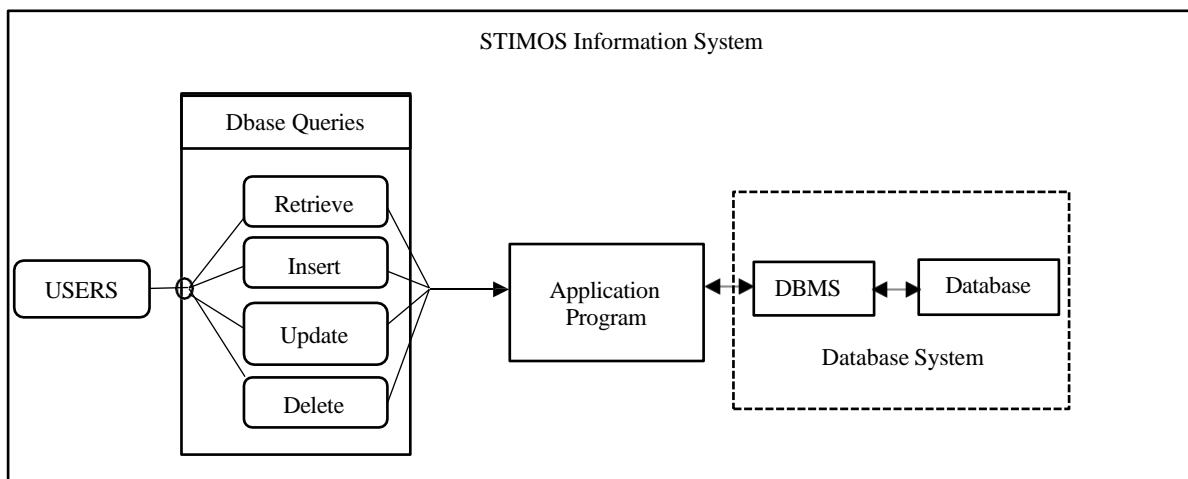 STIMOS Information System
Dbase Queries
Retrieve
Insert
Update
Delete
USERS
Application
Program
DBMS
Database
Database System